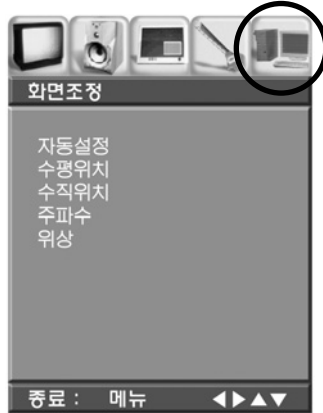 화면조정
자동설정
수평위치
수직위치
주파수
위상
종료 : 메뉴 ◀▶▲▼